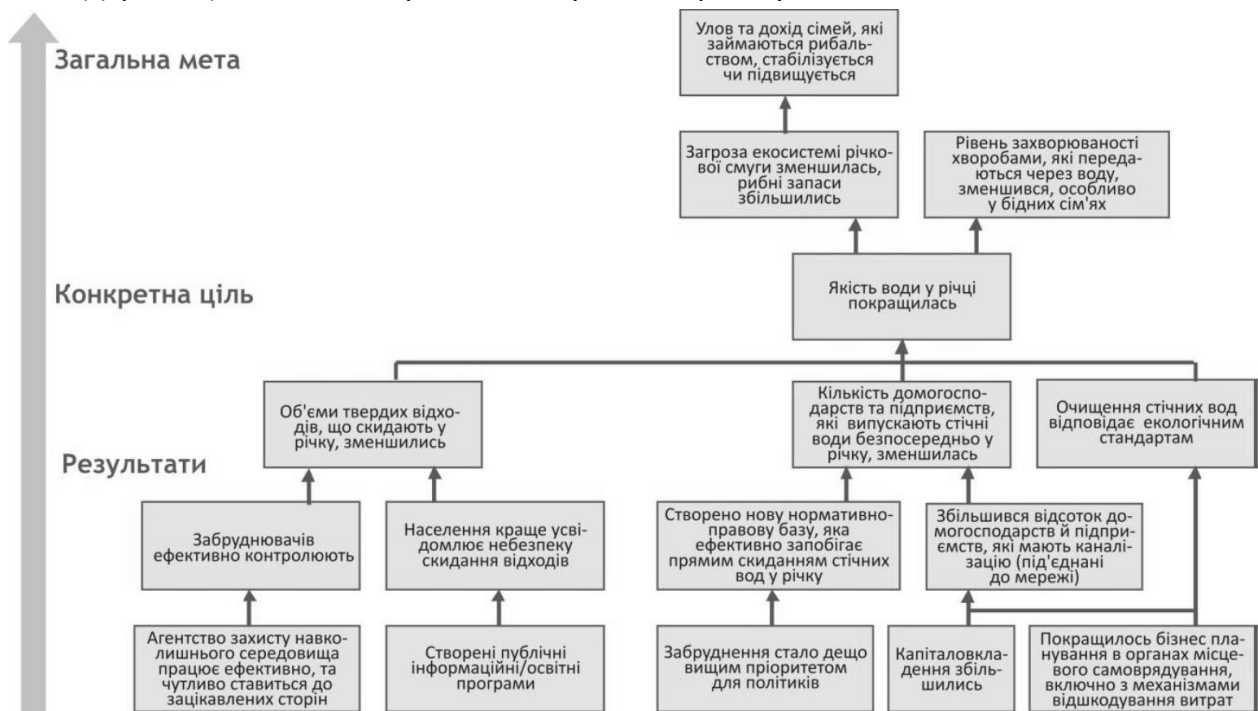 Загальна мета
Улов та дохід сімей, які
займаються рибаль-
ством, стабілізується
чи підвищується
Загроза екосистемі річко-
вої смуги зменшилась,
рибні запаси
збільшились
Рівень захворюваності
хворобами, які переда-
ються через воду,
зменшився, особливо
у бідних сім'ях
Конкретна ціль
Якість води у річці
покращилась
Результати
Об'єми твердих відхо-
дів, що скидають у
річку, зменшились
Кількість домогоспо-
дарств та підприємств,
які випускають стічні
води безпосередньо у
річку, зменшилась
Очищення стічних вод
відповідає екологічним
стандартам
Забруднювачів
ефективно контролюють
Населення краще усві-
домлює небезпеку
скидання відходів
Створено нову нормативно-
правову базу, яка
ефективно запобігає
прямим скиданням стічних
вод у річку
Збільшився відсоток до-
могосподарств й підпри-
ємств, які мають каналі-
зацію (під'єднані
до мережі)
Агентство захисту навко-
лишнього середовища
працює ефективно, та
чутливо ставиться до
зацікавлених сторін
Створені публічні
інформаційні/освітні
програми
Забруднення стало дещо
вищим пріоритетом
для політиків
Капіталовкла-
дення збіль-
шились
Покращилось бізнес пла-
нування в органах місце-
вого самоврядування,
включно з механізмами
відшкодування витрат